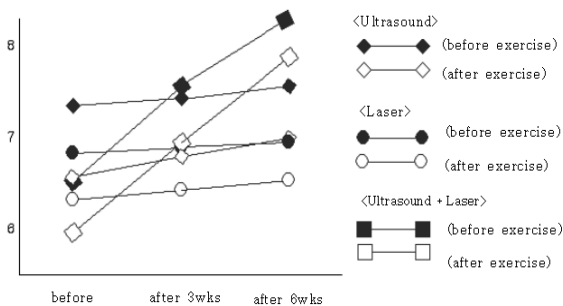 8
7
6
before after 3wks after 6wks
<Ultrasound>
(before exercise)
(after exercise)
<Laser>
(before exercise)
(after exercise)
<Ultrasound + Laser>
(before exercise)
(after exercise)